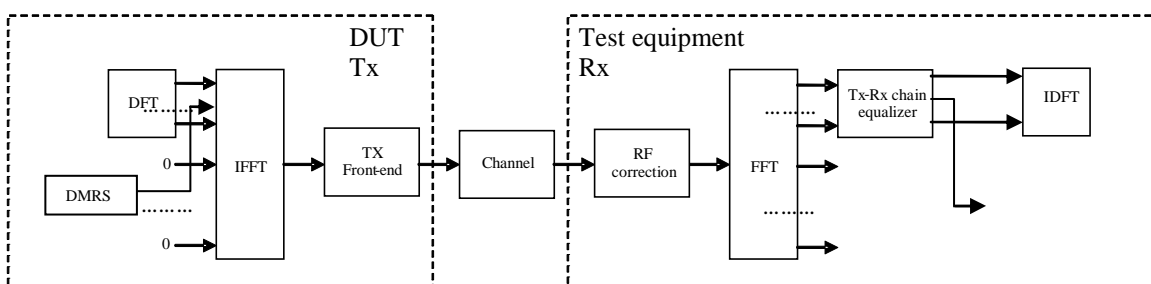 DUT
Tx
Test equipment
Rx
DFT
………
0
DMRS
………
0
IFFT
TX
Front-end
Channel
RF
correction
FFT
………
………
Tx-Rx chain
equalizer
IDFT